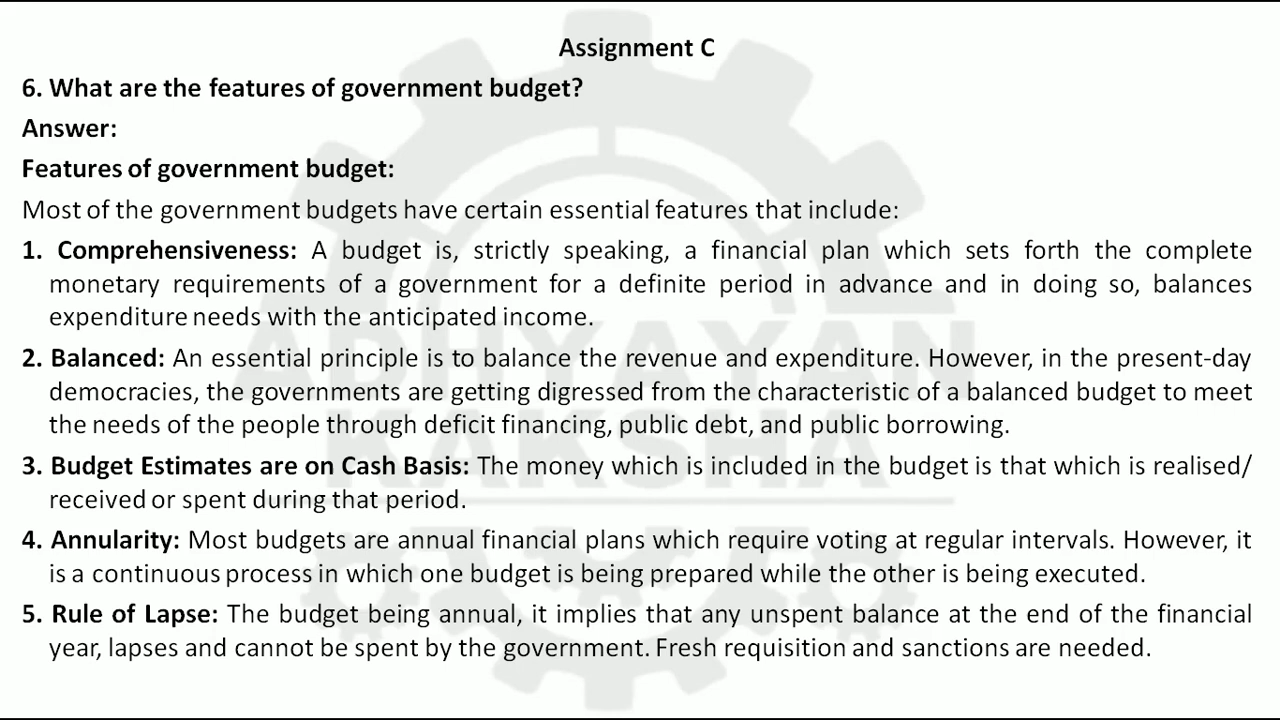 Assignment C
6. What are the features of government budget?
Answer:
Features of government budget:
Most of the government budgets have certain essential features that include:
1. Comprehensiveness: A budget is, strictly speaking, a financial plan which sets forth the complete
monetary requirements of a government for a definite period in advance and in doing so, balances
expenditure needs with the anticipated income.
2. Balanced: An essential principle is to balance the revenue and expenditure. However, in the present-day
democracies, the governments are getting digressed from the characteristic of a balanced budget to meet
the needs of the people through deficit financing, public debt, and public borrowing.
3. Budget Estimates are on Cash Basis: The money which is included in the budget is that which is realised/
received or spent during that period.
4. Annularity: Most budgets are annual financial plans which require voting at regular intervals. However, it
is a continuous process in which one budget is being prepared while the other is being executed.
5. Rule of Lapse: The budget being annual, it implies that any unspent balance at the end of the financial
year, lapses and cannot be spent by the government. Fresh requisition and sanctions are needed.
ADHYAYAN
KAKSHA